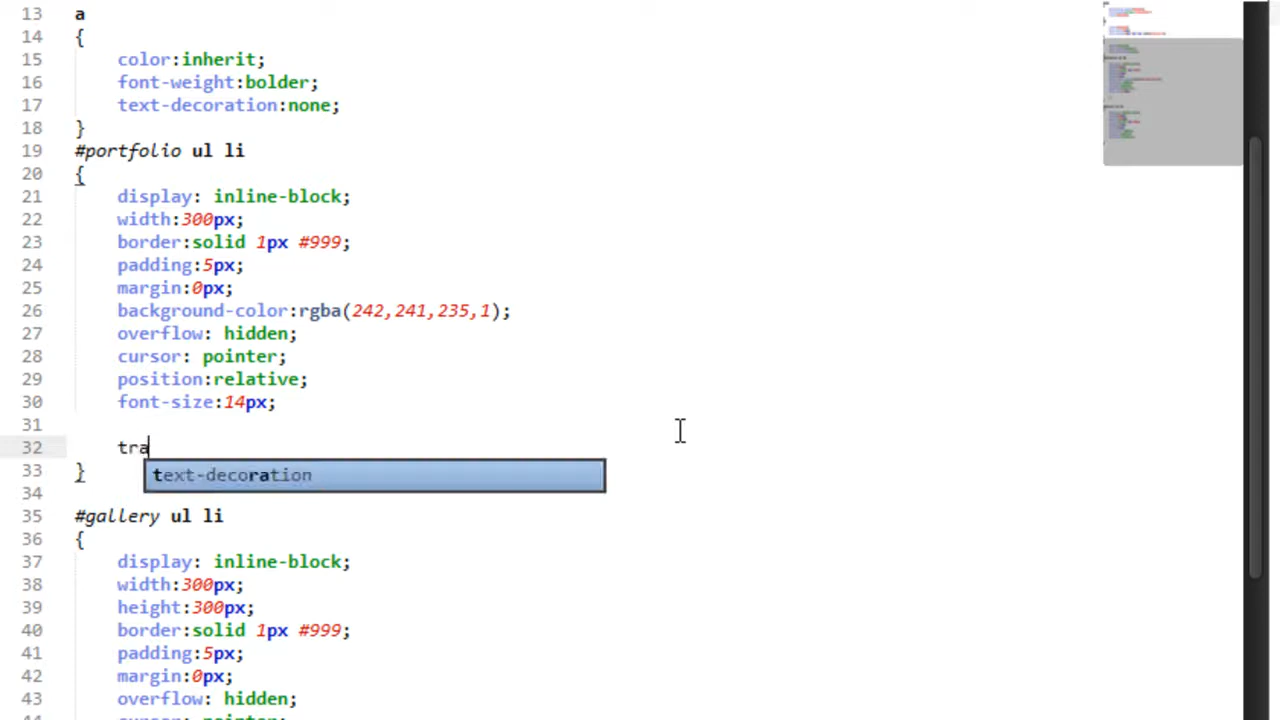 13 a
14 {
15 color:inherit;
16 font-weight:bolder;
17 text-decoration:none;
18 }
19 #portfolio ul li
20 {
21 display: inline-block;
22 width:300px;
23 border:solid 1px #999;
24 padding:5px;
25 margin:0px;
26 background-color:rgba(242,241,235,1);
27 overflow: hidden;
28 cursor: pointer;
29 position:relative;
30 font-size:14px;
31
32 tra
text-decoration
33 }
34
35 #gallery ul li
36 {
37 display: inline-block;
38 width:300px;
39 height:300px;
40 border:solid 1px #999;
41 padding:5px;
42 margin:0px;
43 overflow: hidden;
44 cursor: pointer;